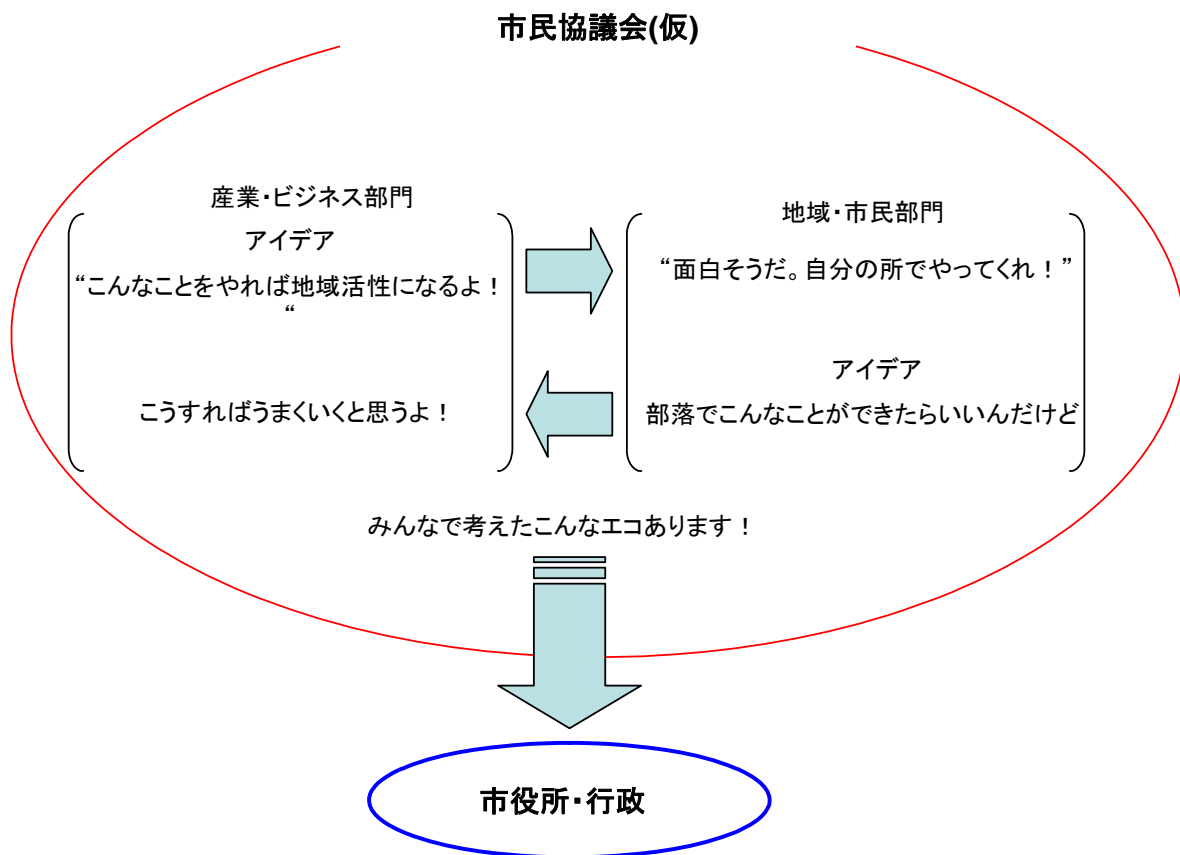 市民協議会(仮)
産業・ビジネス部門
アイデア
“こんなことをやれば地域活性になるよ！
“
こうすればうまくいくと思うよ！
地域・市民部門
“面白そうだ。自分の所でやってくれ！”
アイデア
部落でこんなことができたらいいんだけど
みんなで考えたこんなエコあります！
市役所・行政